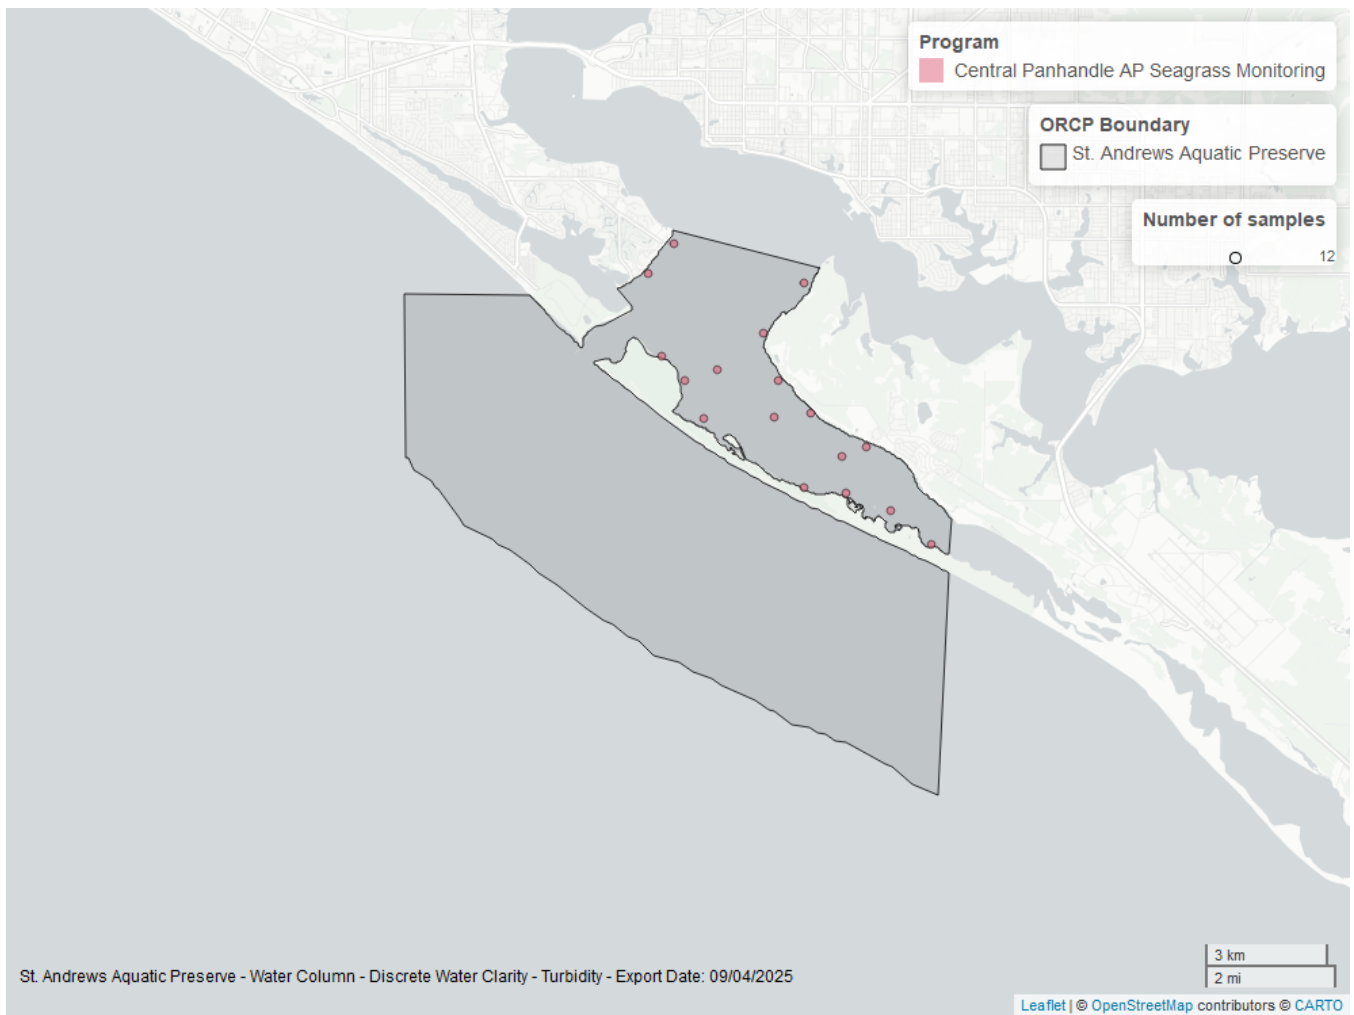 Program
Central Panhandle AP Seagrass Monitoring
ORCP Boundary
St. Andrews Aquatic Preserve
Number of samples
12
3 km
2 mi
St. Andrews Aquatic Preserve - Water Column - Discrete Water Clarity - Turbidity - Export Date: 09/04/2025
Leaflet | © OpenStreetMap contributors © CARTO